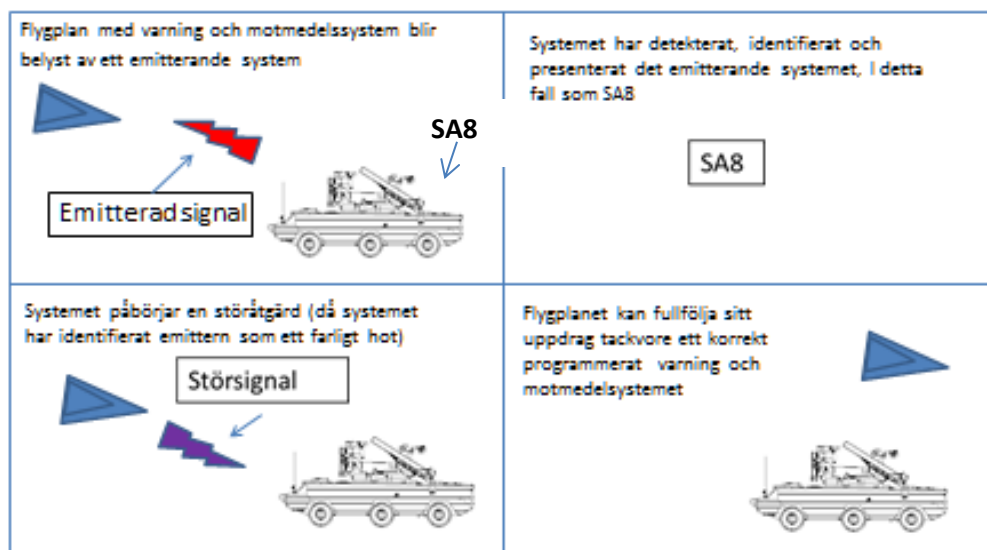 Flygplan med varning och motmedelssystem blir
belyst av ett emitterande system
SA8
Emitterad signal
Systemet har detekterat, identifierat och
presenterat det emitterande systemet, I detta
fall som SA8
SA8
Systemet påbörjar en störåtgärd (då systemet
har identifierat emittern som ett farligt hot)
Störsignal
Flygplanet kan fullfölja sitt
uppdrag tackvore ett korrekt
programmerat varning och
motmedelsystemet